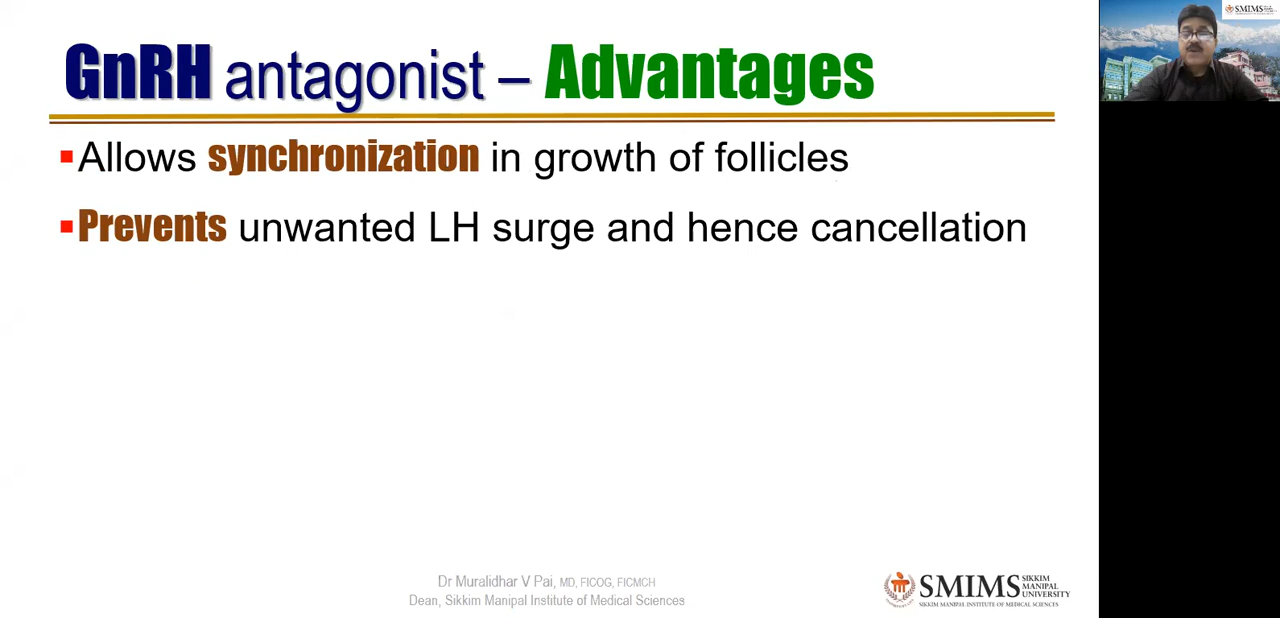 GnRH antagonist – Advantages
▪Allows synchronization in growth of follicles
▪Prevents unwanted LH surge and hence cancellation
Dr Muralidhar V Pai, MD, FICOG, FICMCH
Dean, Sikkim Manipal Institute of Medical Sciences
SMIMS
SIKKIM
MANIPAL
UNIVERSITY
SIKKIM MANIPAL INSTITUTE OF MEDICAL SCIENCES
SMIMS